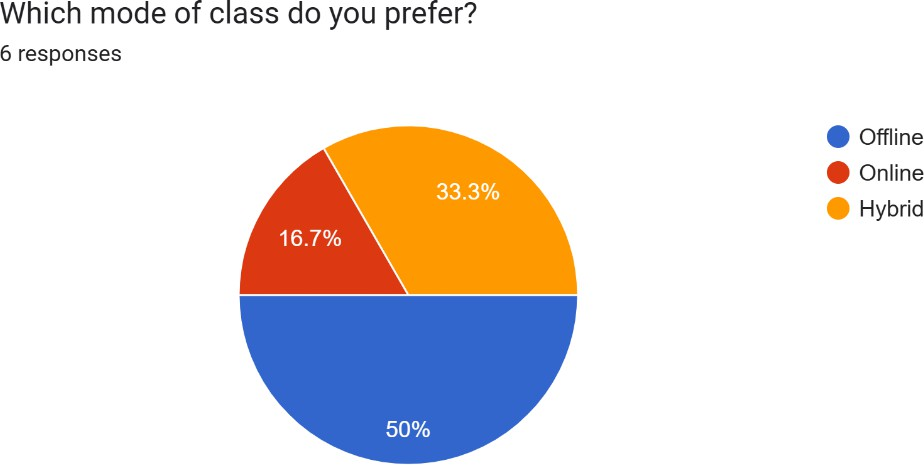 Which mode of class do you prefer?
6 responses
33.3%
16.7%
50%
Offline
Online
Hybrid